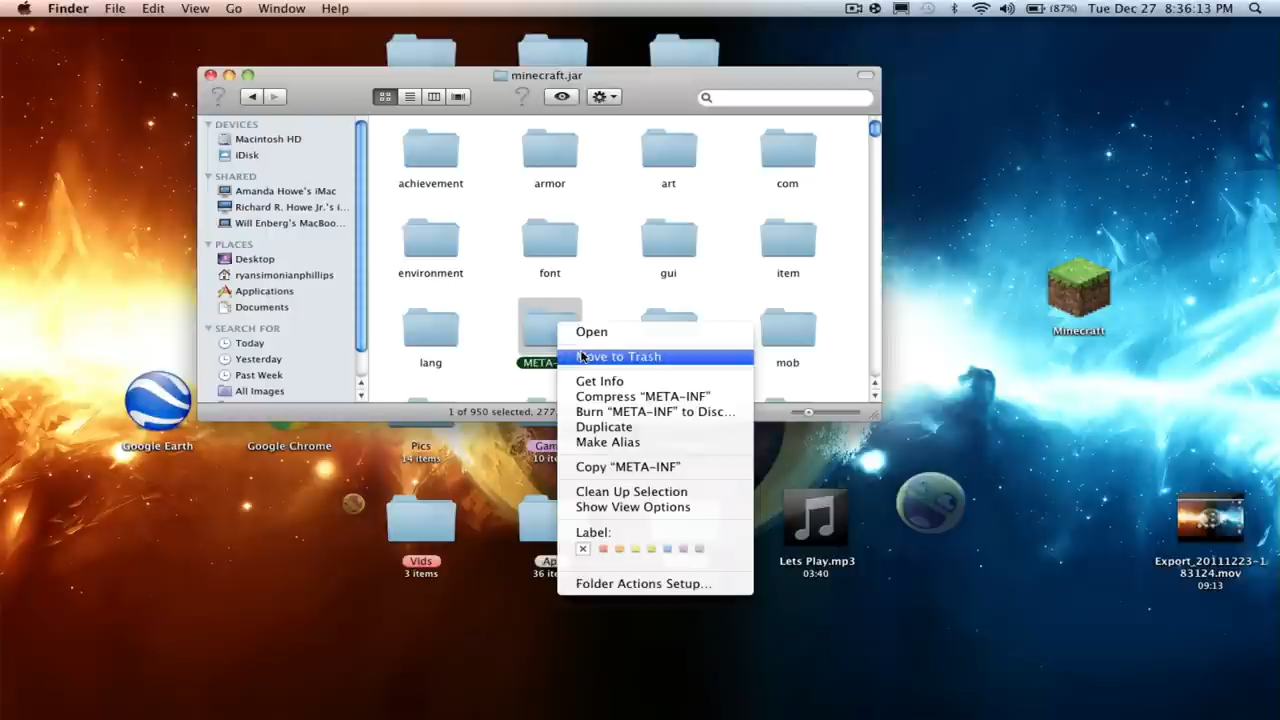 Finder File Edit View Go Window Help (87%) Tue Dec 27 8:36:13 PM
minecraft.jar
DEVICES
Macintosh HD
iDisk
SHARED
Amanda Howe's iMac
Richard R. Howe Jr.'s i...
Will Enberg's MacBoo...
PLACES
Desktop
ryansimonianphillips
Applications
Documents
SEARCH FOR
Today
Yesterday
Past Week
All Images
achievement armor art com
environment font gui item
lang META- mob
1 of 950 selected, 277.
Open
Move to Trash
Get Info
Compress “META-INF”
Burn “META-INF” to Disc...
Duplicate
Make Alias
Copy “META-INF”
Clean Up Selection
Show View Options
Label:
Folder Actions Setup...
Minecraft
Google Earth
Google Chrome
Pics
14 items
Gam
10 ite
Vids
3 items
Ap
36 ite
Lets Play.mp3
03:40
Export_20111223-1
83124.mov
09:13